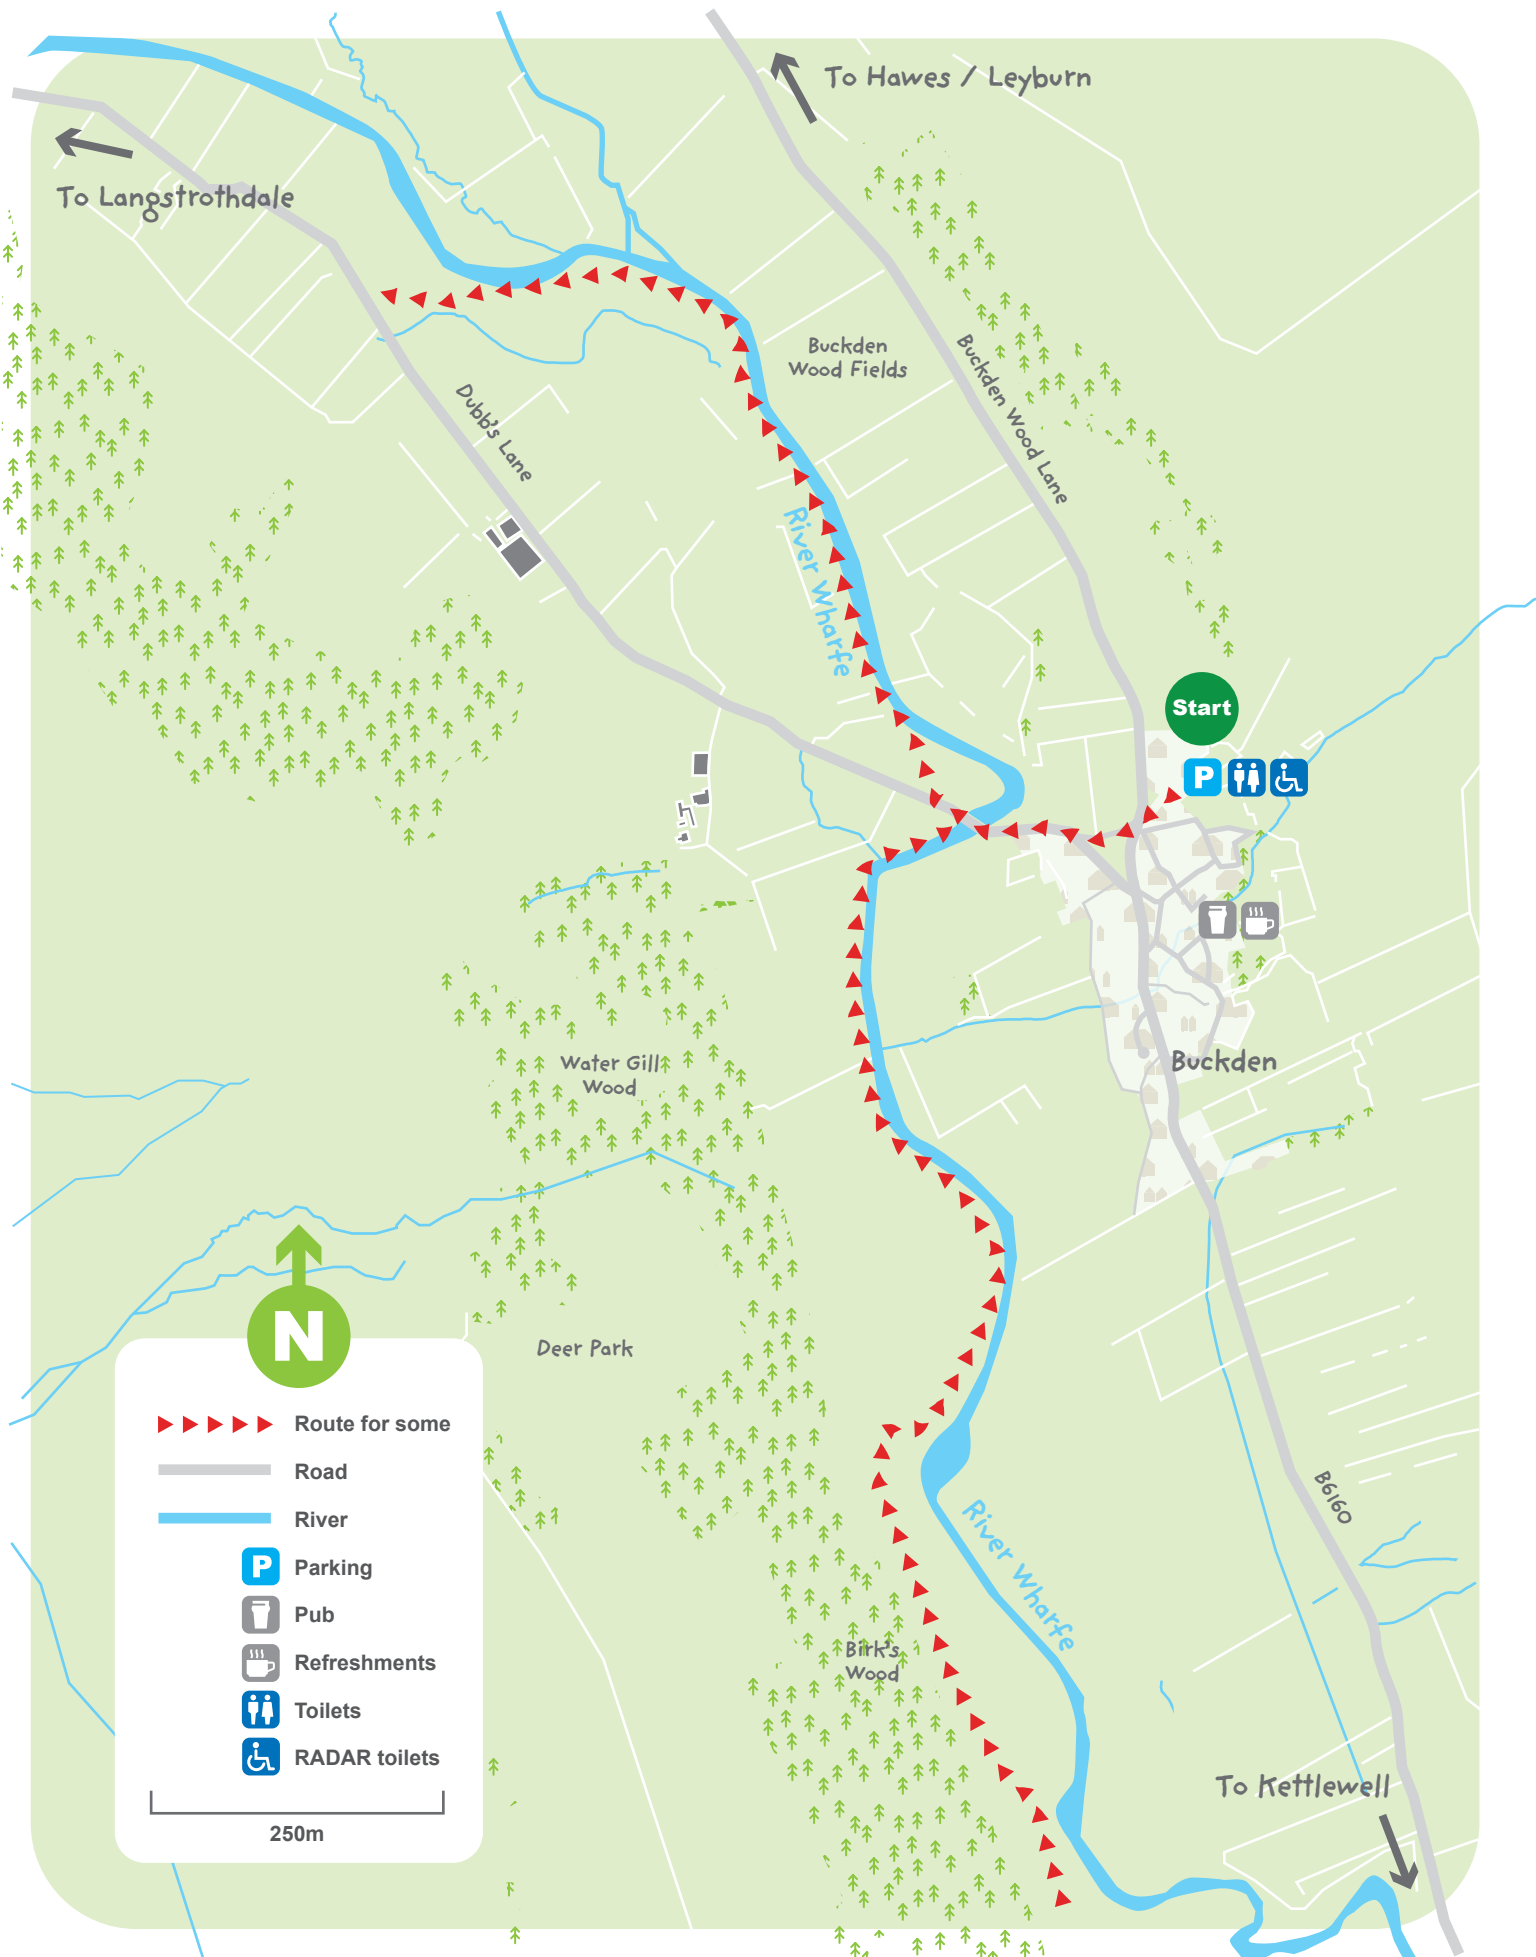 To Hawes / Leyburn
To Langstrothdale
Buckden
Wood Fields
Buckden Wood Lane
Dubb's Lane
River Wharfe
Start
P
Water Gill
Wood
Buckden
N
Deer Park
Route for some
Road
River
P
Parking
Pub
Refreshments
Toilets
RADAR toilets
250m
B6160
River Wharfe
Birk's
Wood
To Kettlewell